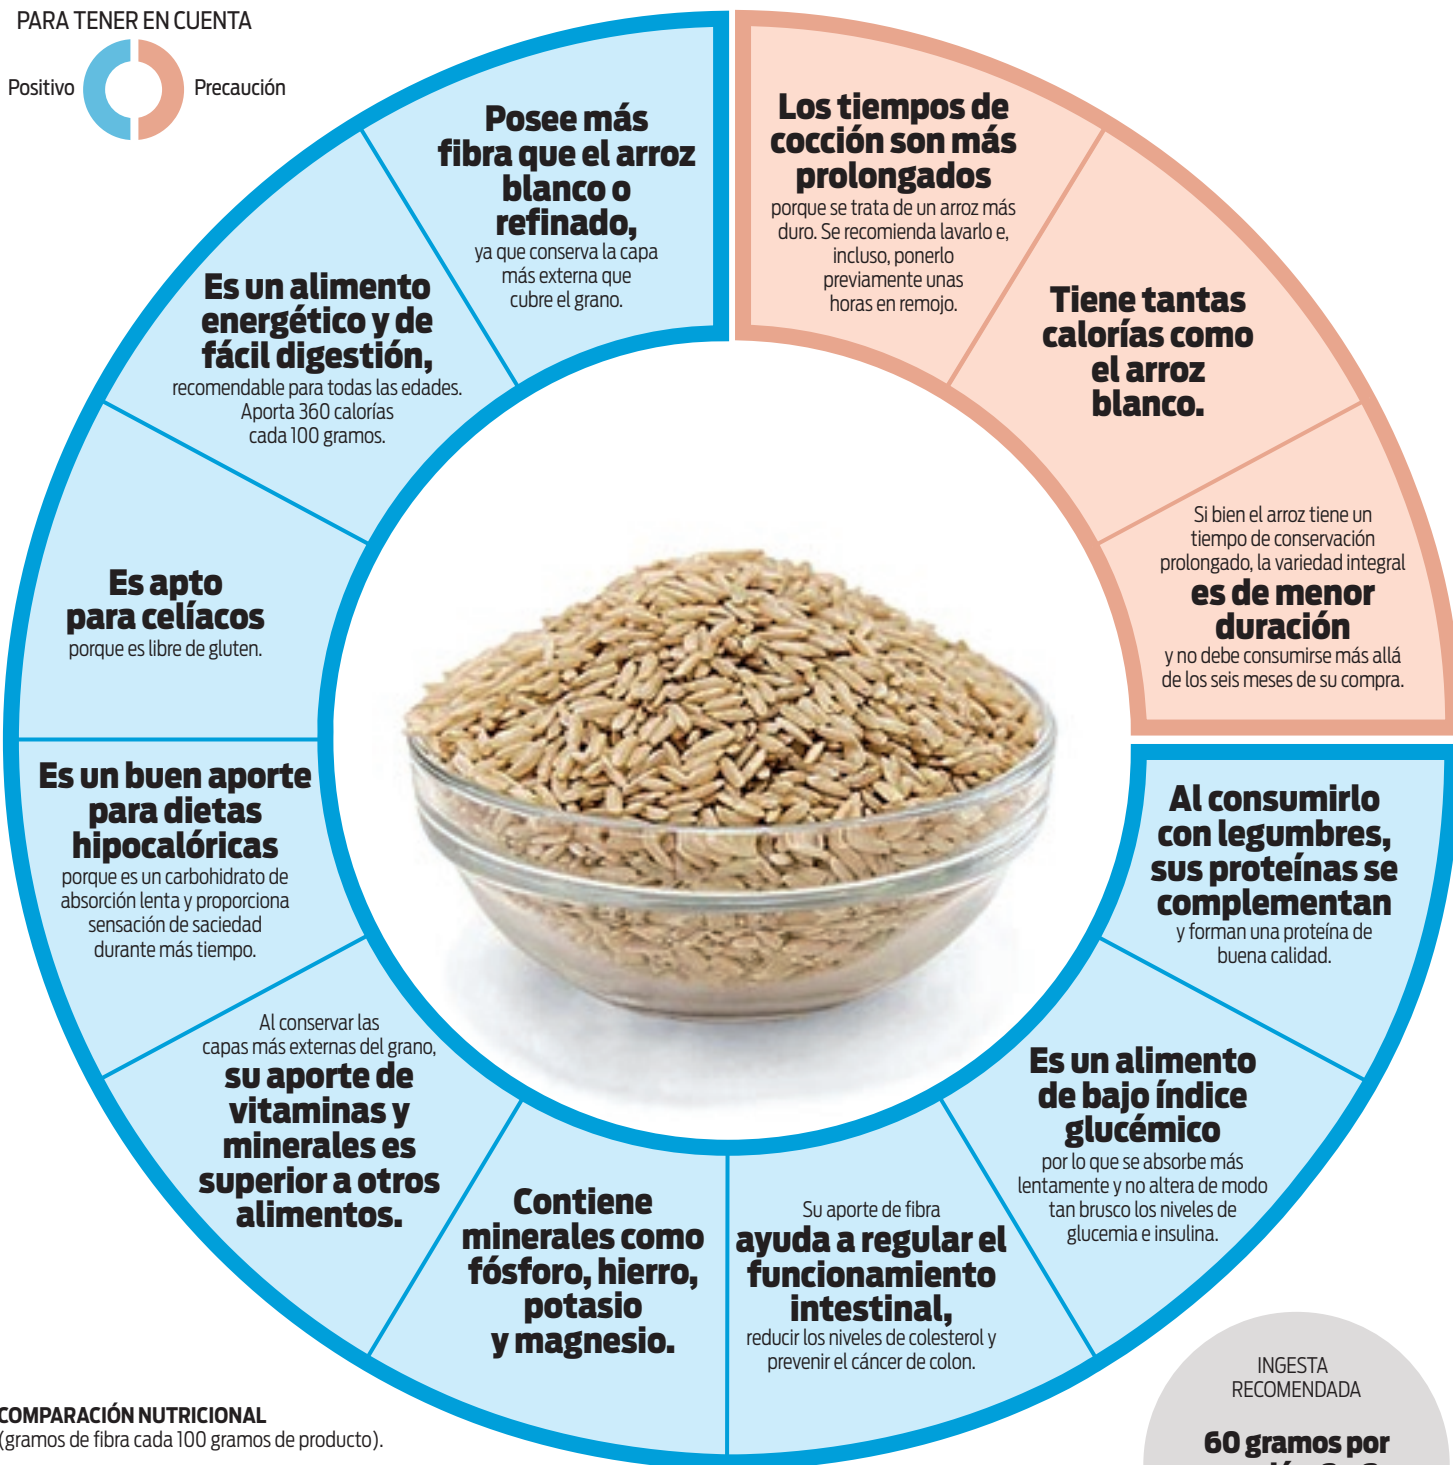 PARA TENER EN CUENTA
Positivo
Precaución
Posee más
fibra que el arroz
blanco o
refinado,
ya que conserva la capa
más externa que
cubre el grano.
Los tiempos de
cocción son más
prolongados
porque se trata de un arroz más
duro. Se recomienda lavarlo e,
incluso, ponerlo
previamente unas
horas en remojo.
Es un alimento
energético y de
fácil digestión,
recomendable para todas las edades.
Aporta 360 calorías
cada 100 gramos.
Tiene tantas
calorías como
el arroz
blanco.
Es apto
para celíacos
porque es libre de gluten.
Si bien el arroz tiene un
tiempo de conservación
prolongado, la variedad integral
es de menor
duración
y no debe consumirse más allá
de los seis meses de su compra.
Es un buen aporte
para dietas
hipocalóricas
porque es un carbohidrato de
absorción lenta y proporciona
sensación de saciedad
durante más tiempo.
Al consumirlo
con legumbres,
sus proteínas se
complementan
y forman una proteína de
buena calidad.
Al conservar las
capas más externas del grano,
su aporte de
vitaminas y
minerales es
superior a otros
alimentos.
Es un alimento
de bajo índice
glucémico
por lo que se absorbe más
lentamente y no altera de modo
tan brusco los niveles de
glucemia e insulina.
Contiene
minerales como
fósforo, hierro,
potasio
y magnesio.
Su aporte de fibra
ayuda a regular el
funcionamiento
intestinal,
reducir los niveles de colesterol y
prevenir el cáncer de colon.
COMPARACIÓN NUTRICIONAL
(gramos de fibra cada 100 gramos de producto).
INGESTA
RECOMENDADA
60 gramos por